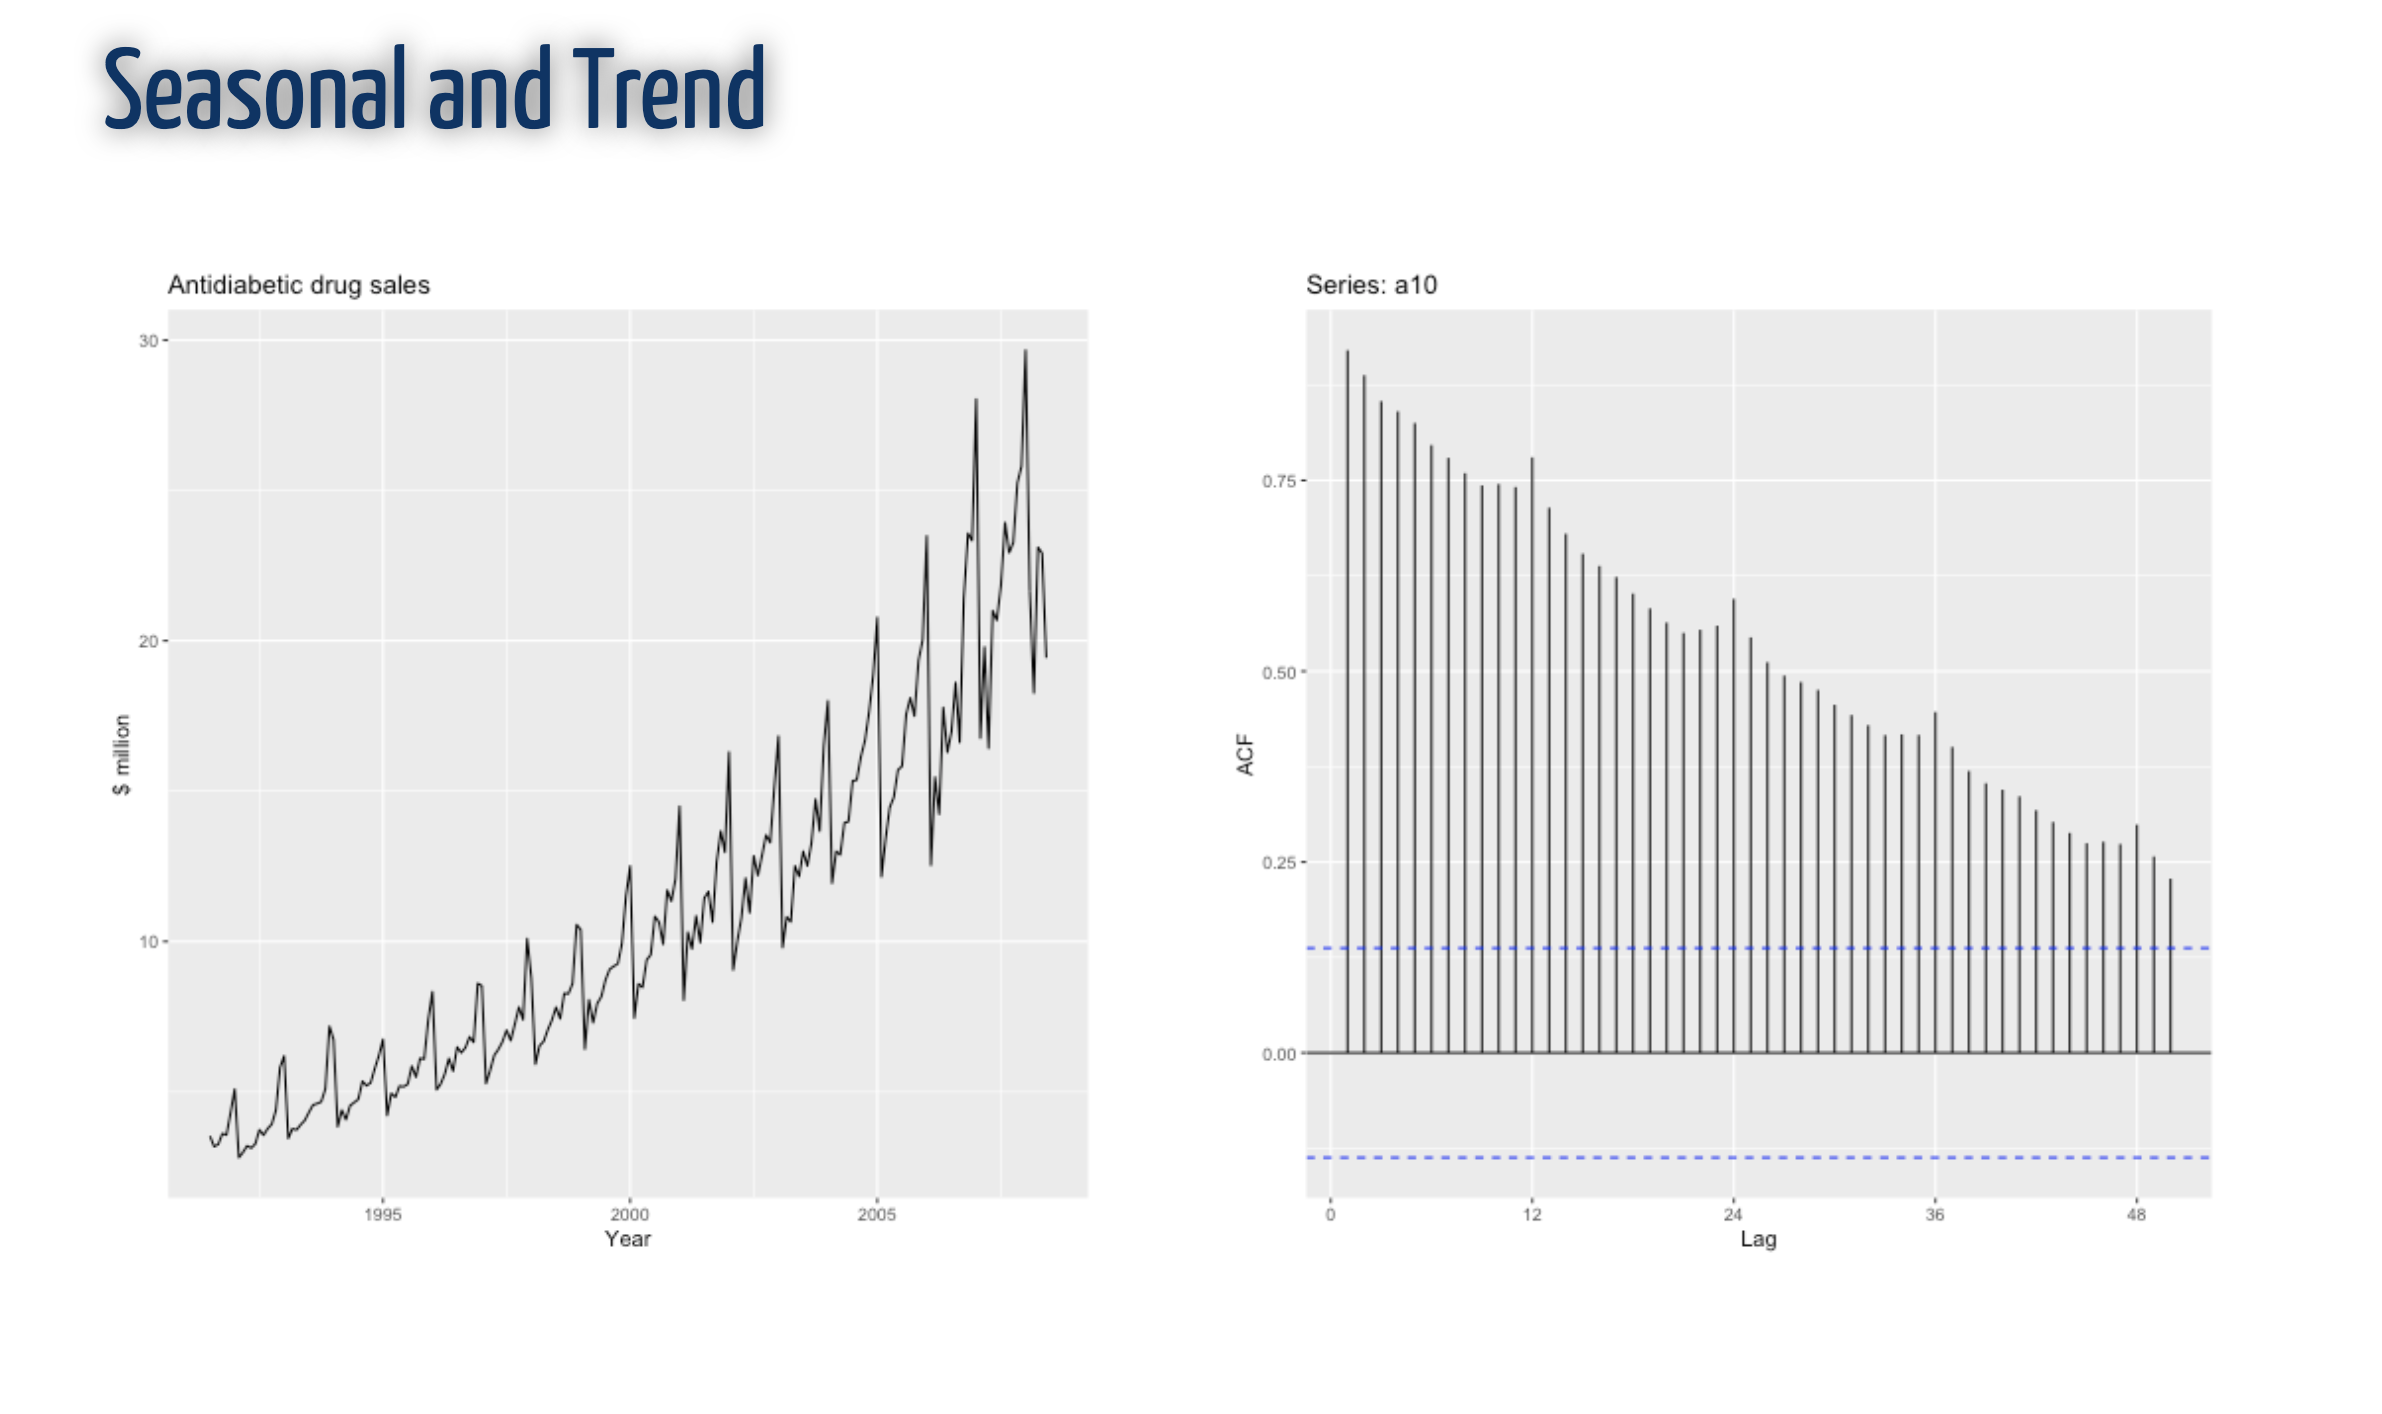 Seasonal and Trend
Antidiabetic drug sales
30
20
10
$ million
1995
2000
2005
Year
Series: a10
0.75
0.50
0.25
0.00
ACF
0
12
24
36
48
Lag